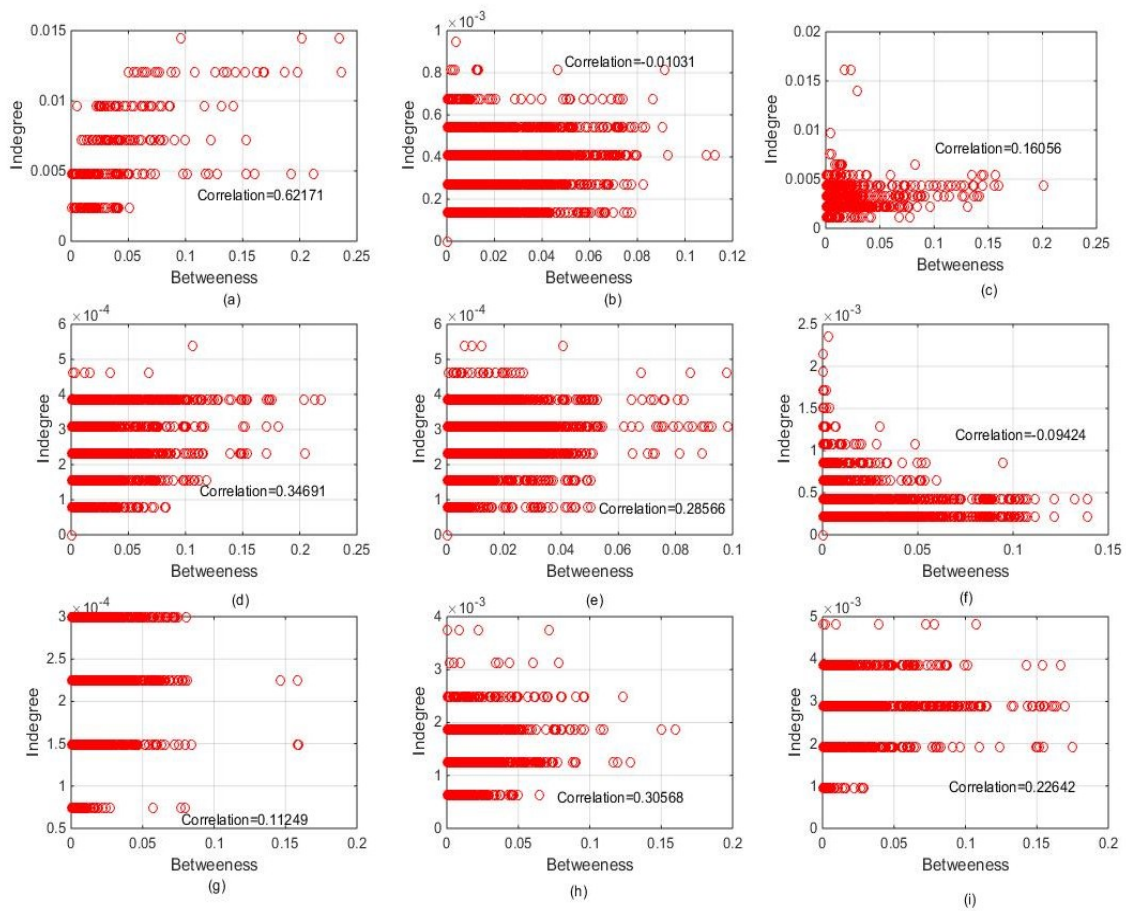 0.015
0.01
0.005
0
Indegree
Correlation=0.62171
0 0.05 0.1 0.15 0.2 0.25
Betweeness
(a)
× 10⁻³
1
0.8
0.6
0.4
0.2
0
Indegree
Correlation=-0.01031
0 0.02 0.04 0.06 0.08 0.1 0.12
Betweeness
(b)
0.02
0.015
0.01
0.005
0
Indegree
Correlation=0.16056
0 0.05 0.1 0.15 0.2 0.25
Betweeness
(c)
× 10⁻⁴
6
5
4
3
2
1
0
Indegree
Correlation=0.34691
0 0.05 0.1 0.15 0.2 0.25
Betweeness
(d)
× 10⁻⁴
6
5
4
3
2
1
0
Indegree
Correlation=0.28566
0 0.02 0.04 0.06 0.08 0.1
Betweeness
(e)
× 10⁻³
2.5
2
1.5
1
0.5
0
Indegree
Correlation=-0.09424
0 0.05 0.1 0.15
Betweeness
(f)
× 10⁻⁴
3
2.5
2
1.5
1
0.5
Indegree
Correlation=0.11249
0 0.05 0.1 0.15 0.2
Betweeness
(g)
× 10⁻³
4
3
2
1
0
Indegree
Correlation=0.30568
0 0.05 0.1 0.15 0.2
Betweeness
(h)
× 10⁻³
5
4
3
2
1
0
Indegree
Correlation=0.22642
0 0.05 0.1 0.15 0.2
Betweeness
(i)